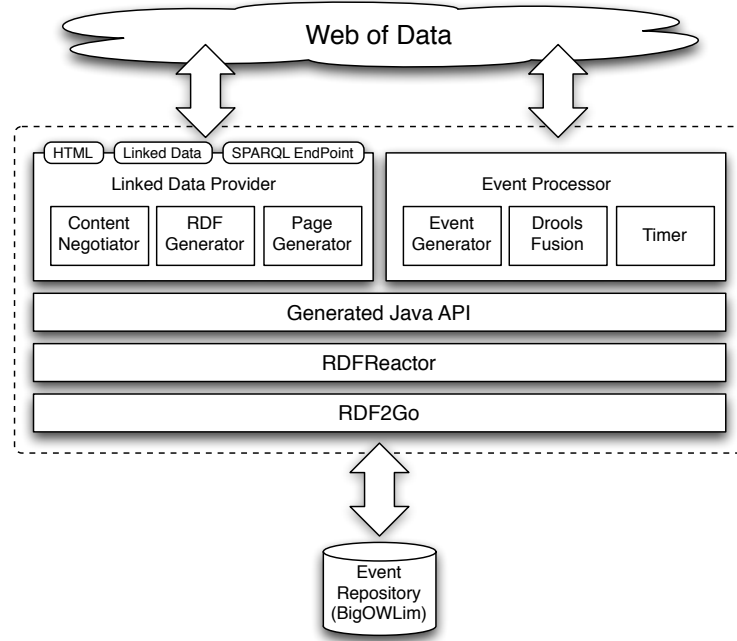 Web of Data
HTML
Linked Data
SPARQL EndPoint
Linked Data Provider
Content
Negotiator
RDF
Generator
Page
Generator
Event Processor
Event
Generator
Drools
Fusion
Timer
Generated Java API
RDFReactor
RDF2Go
Event
Repository
(BigOWLim)